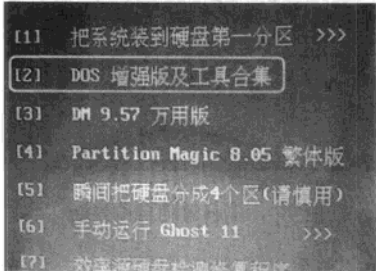 [1] 把系统装到硬盘第一分区 >>>
[2] DOS 增强版及工具合集
[3] DM 9.57 万用版
[4] Partition Magic 8.05 繁体版
[5] 瞬间把硬盘分成4个区(请慎用)
[6] 手动运行 Ghost 11 >>>
[7]